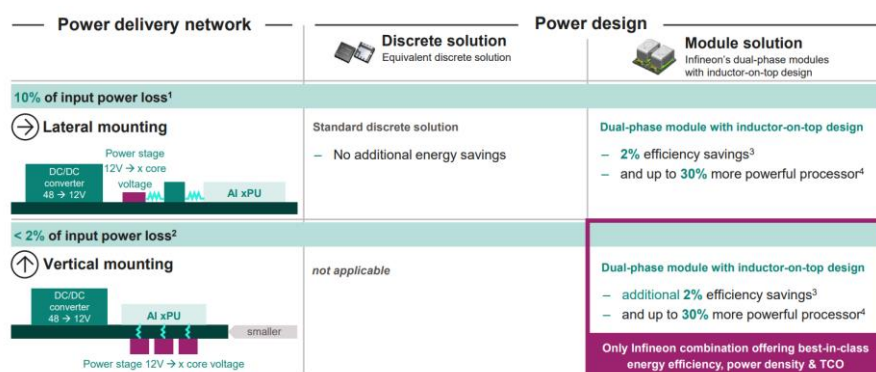 Power delivery network
Power design
Discrete solution
Equivalent discrete solution
Module solution
Infineon's dual-phase modules
with inductor-on-top design
10% of input power loss¹
Lateral mounting
Power stage
12V → x core
voltage
DC/DC
converter
48 → 12V
AI xPU
Standard discrete solution
– No additional energy savings
Dual-phase module with inductor-on-top design
– 2% efficiency savings³
– and up to 30% more powerful processor⁴
< 2% of input power loss²
Vertical mounting
DC/DC
converter
48 → 12V
AI xPU
smaller
Power stage 12V → x core voltage
not applicable
Dual-phase module with inductor-on-top design
– additional 2% efficiency savings³
– and up to 30% more powerful processor⁴
Only Infineon combination offering best-in-class
energy efficiency, power density & TCO